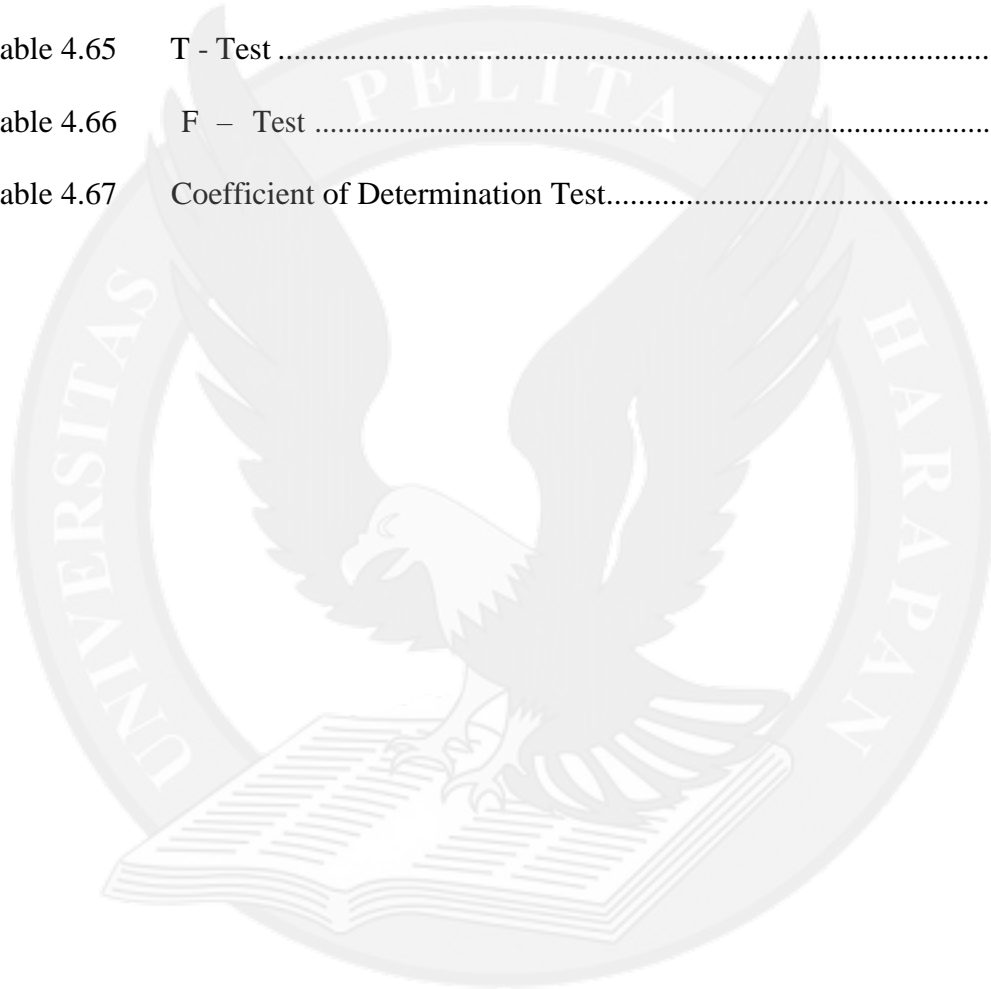 able 4.65 T - Test ........................................................................................
able 4.66 F – Test ........................................................................................
able 4.67 Coefficient of Determination Test.................................................
UNIVERSITAS PELITA HARAPAN